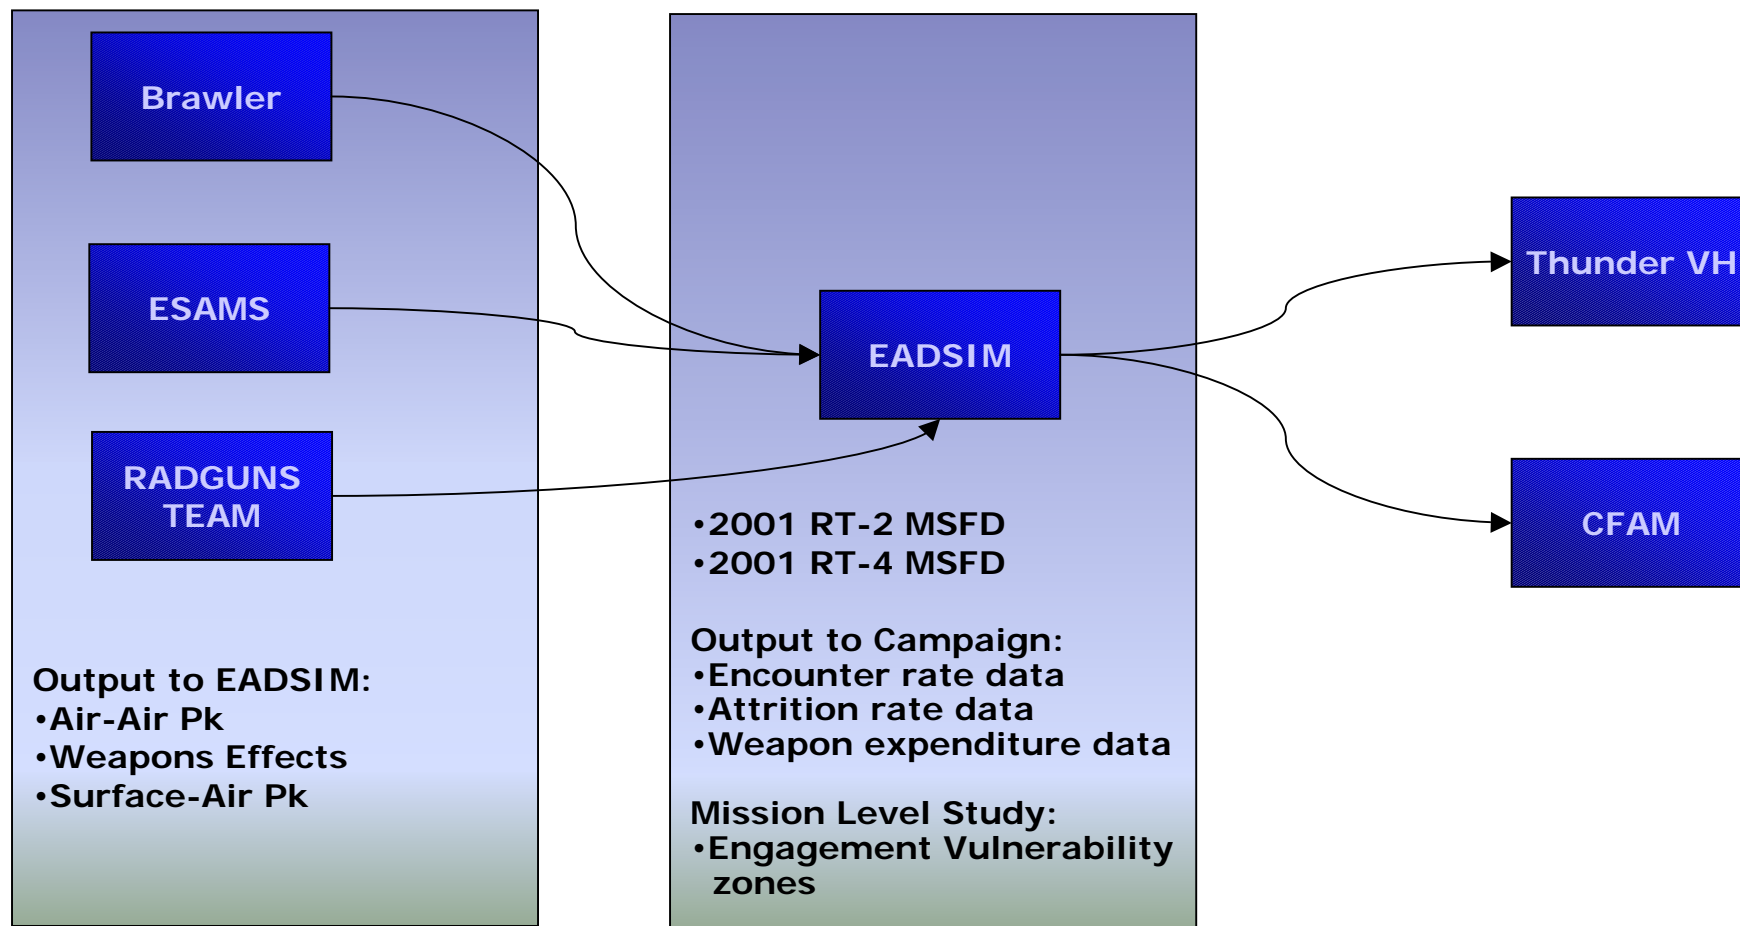 Brawler
ESAMS
RADGUNS
TEAM
Output to EADSIM:
•Air-Air Pk
•Weapons Effects
•Surface-Air Pk
EADSIM
•2001 RT-2 MSFD
•2001 RT-4 MSFD
Output to Campaign:
•Encounter rate data
•Attrition rate data
•Weapon expenditure data
Mission Level Study:
•Engagement Vulnerability
zones
Thunder VH
CFAM